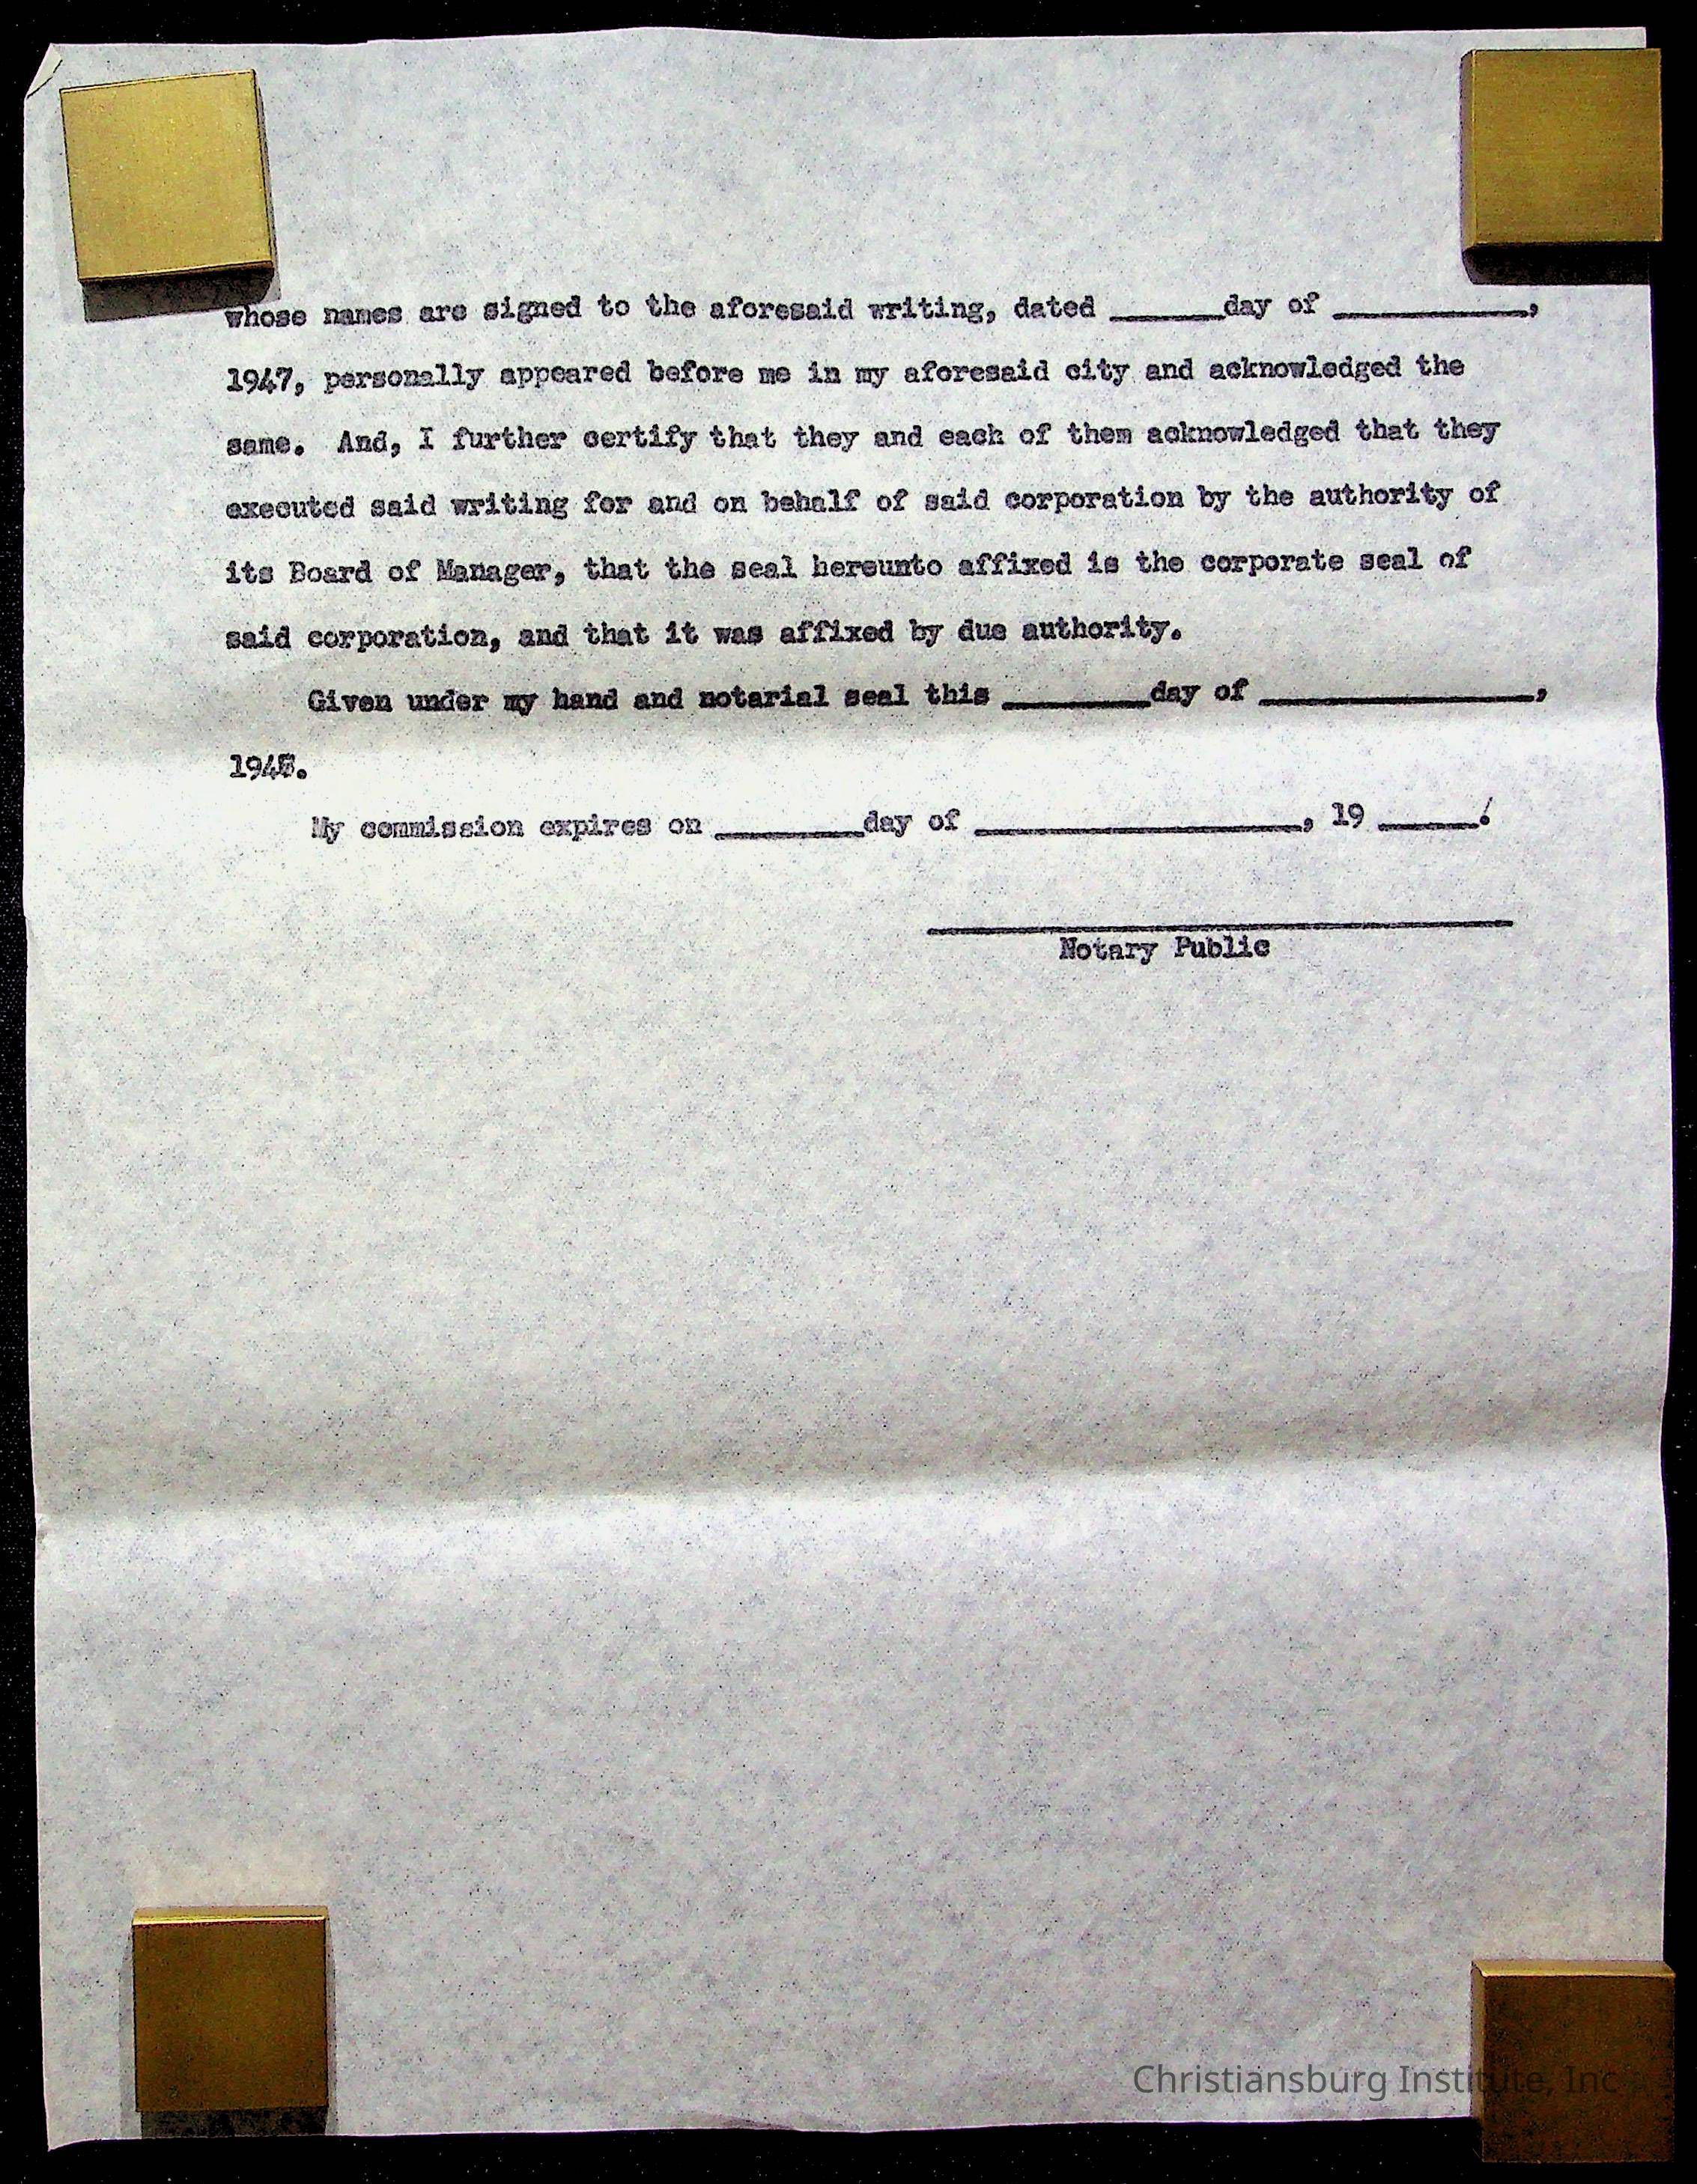 whose names are signed to the aforesaid writing, dated ______day of __________,
1947, personally appeared before me in my aforesaid city and acknowledged the
same. And, I further certify that they and each of them acknowledged that they
executed said writing for and on behalf of said corporation by the authority of
its Board of Manager, that the seal hereunto affixed is the corporate seal of
said corporation, and that it was affixed by due authority.
Given under my hand and notarial seal this ________day of ______________,
My commission expires on ________day of _________________, 19 _____!
Notary Public
Christiansburg Institute, Inc